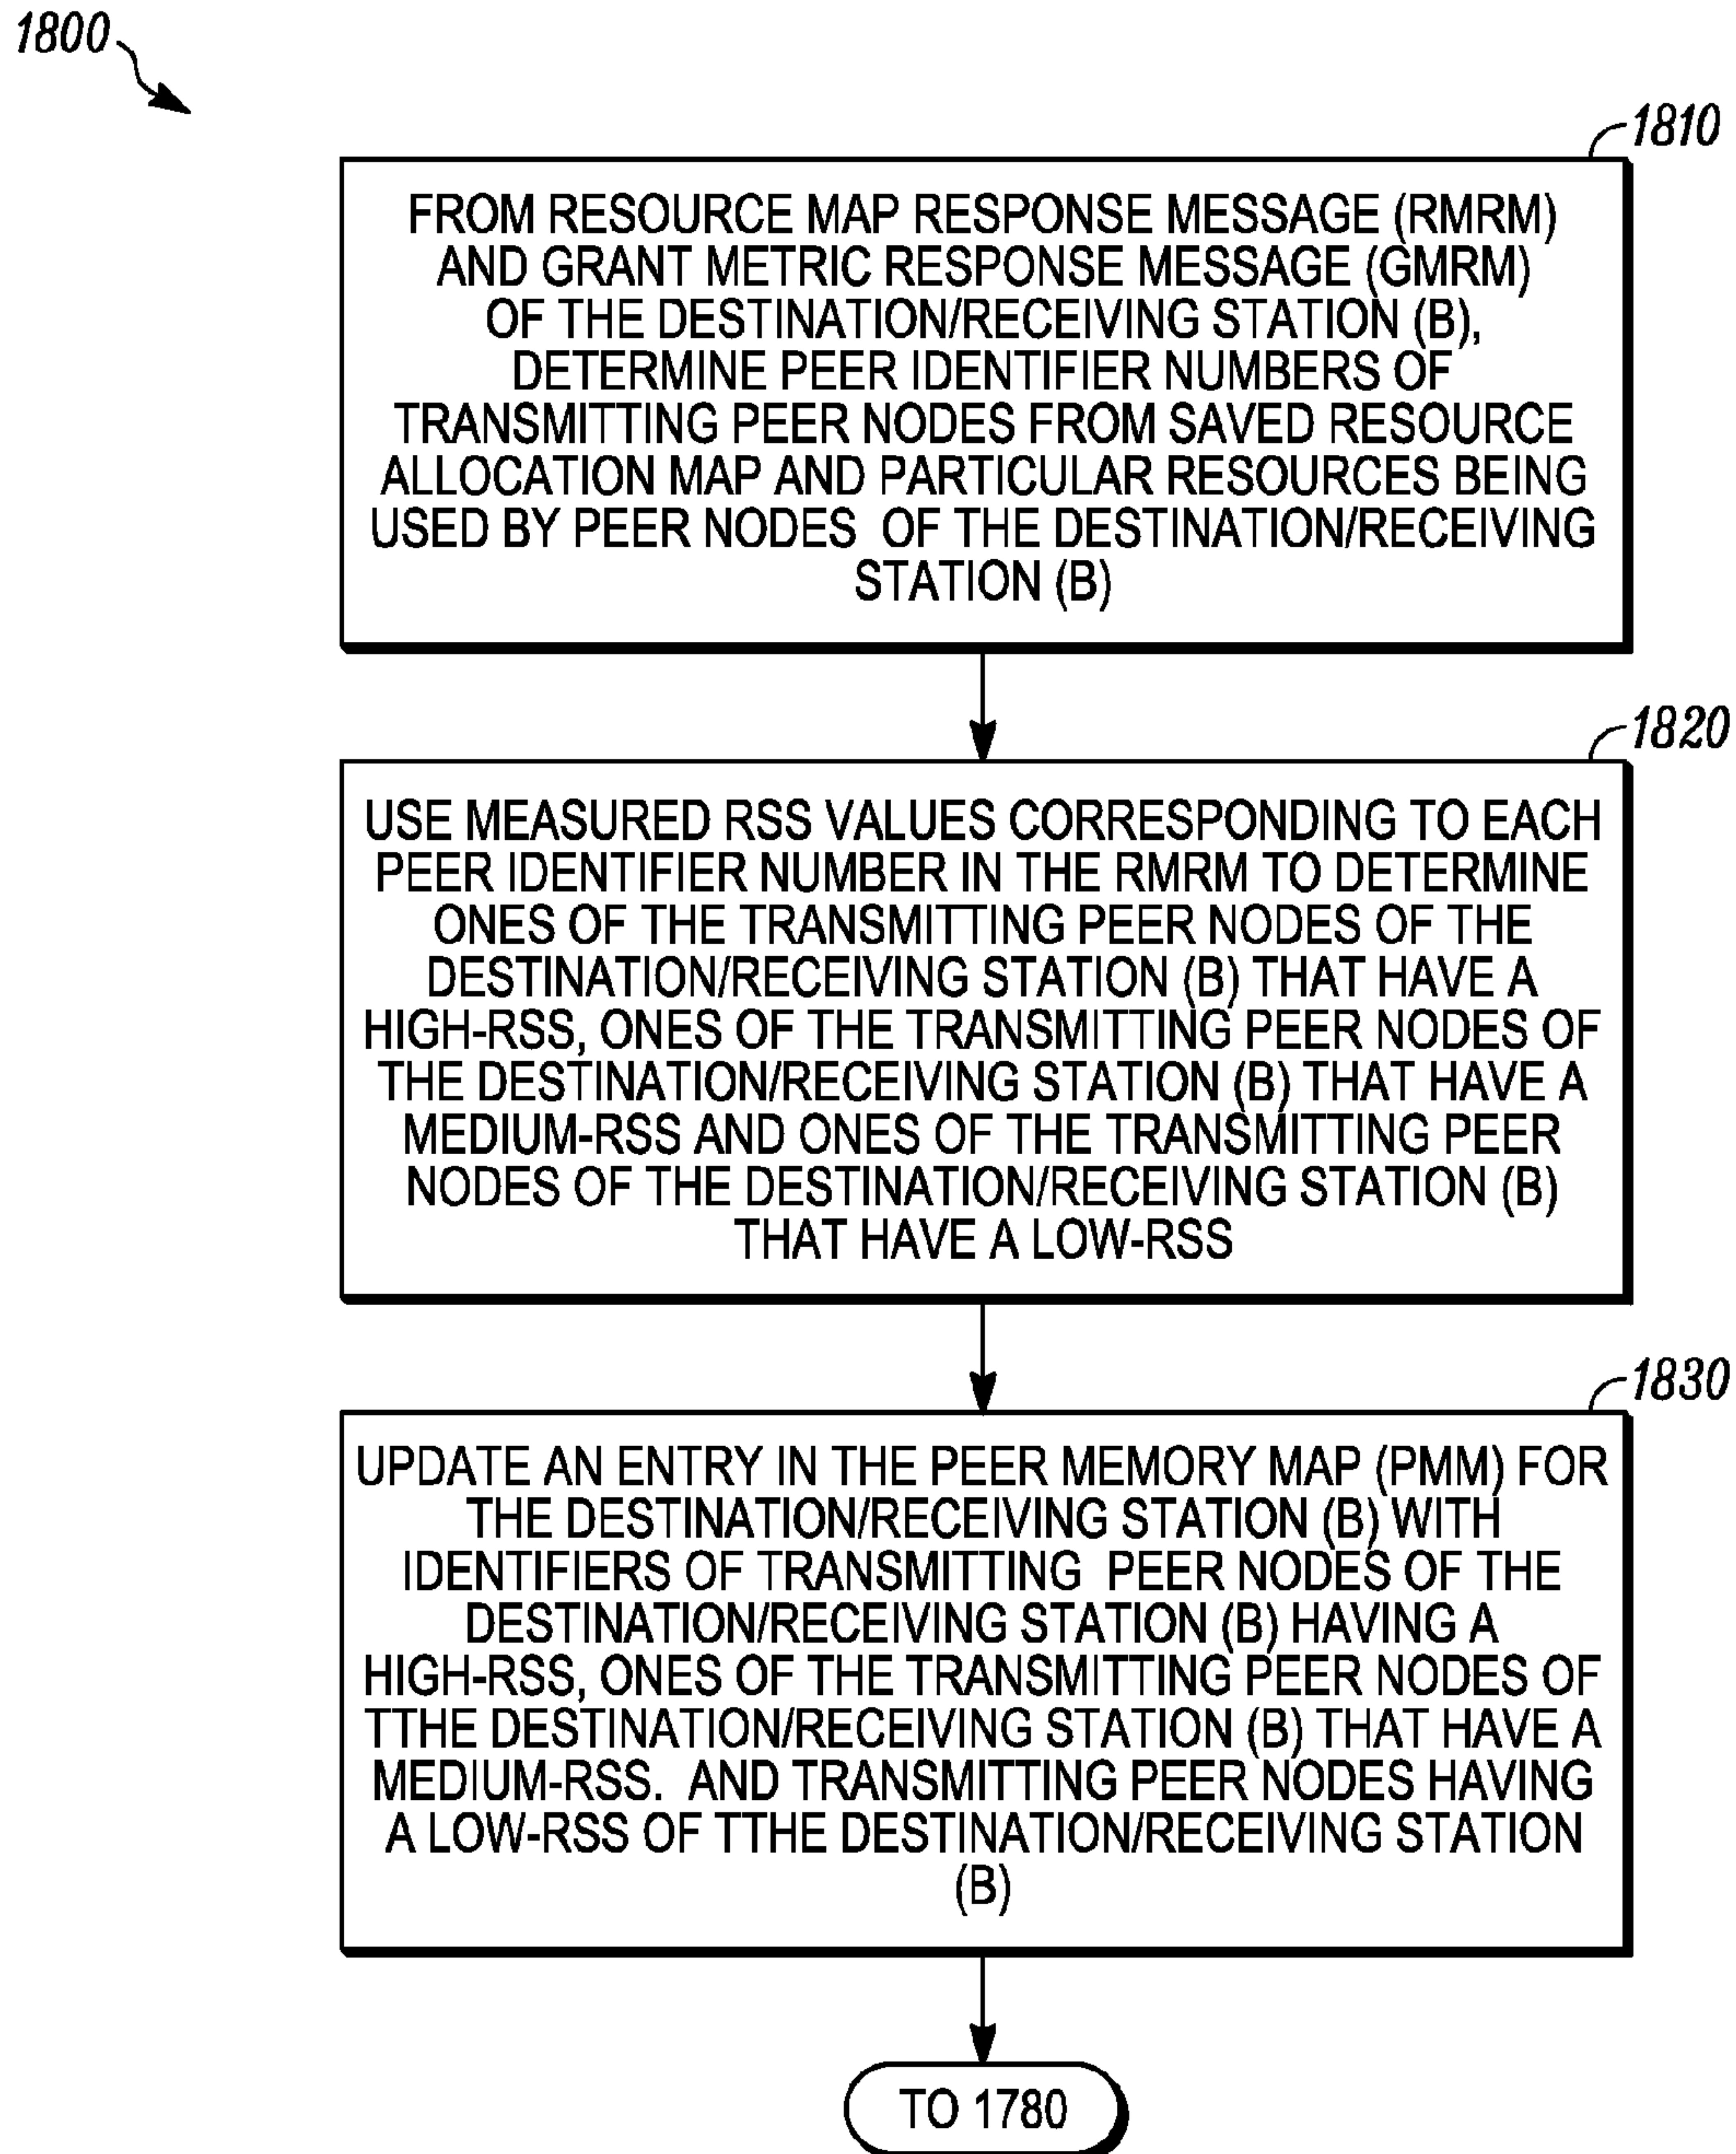 1800
1810
FROM RESOURCE MAP RESPONSE MESSAGE (RMRM)
AND GRANT METRIC RESPONSE MESSAGE (GMRM)
OF THE DESTINATION/RECEIVING STATION (B),
DETERMINE PEER IDENTIFIER NUMBERS OF
TRANSMITTING PEER NODES FROM SAVED RESOURCE
ALLOCATION MAP AND PARTICULAR RESOURCES BEING
USED BY PEER NODES OF THE DESTINATION/RECEIVING
STATION (B)
1820
USE MEASURED RSS VALUES CORRESPONDING TO EACH
PEER IDENTIFIER NUMBER IN THE RMRM TO DETERMINE
ONES OF THE TRANSMITTING PEER NODES OF THE
DESTINATION/RECEIVING STATION (B) THAT HAVE A
HIGH-RSS, ONES OF THE TRANSMITTING PEER NODES OF
THE DESTINATION/RECEIVING STATION (B) THAT HAVE A
MEDIUM-RSS AND ONES OF THE TRANSMITTING PEER
NODES OF THE DESTINATION/RECEIVING STATION (B)
THAT HAVE A LOW-RSS
1830
UPDATE AN ENTRY IN THE PEER MEMORY MAP (PMM) FOR
THE DESTINATION/RECEIVING STATION (B) WITH
IDENTIFIERS OF TRANSMITTING PEER NODES OF THE
DESTINATION/RECEIVING STATION (B) HAVING A
HIGH-RSS, ONES OF THE TRANSMITTING PEER NODES OF
TTHE DESTINATION/RECEIVING STATION (B) THAT HAVE A
MEDIUM-RSS. AND TRANSMITTING PEER NODES HAVING
A LOW-RSS OF TTHE DESTINATION/RECEIVING STATION
(B)
TO 1780